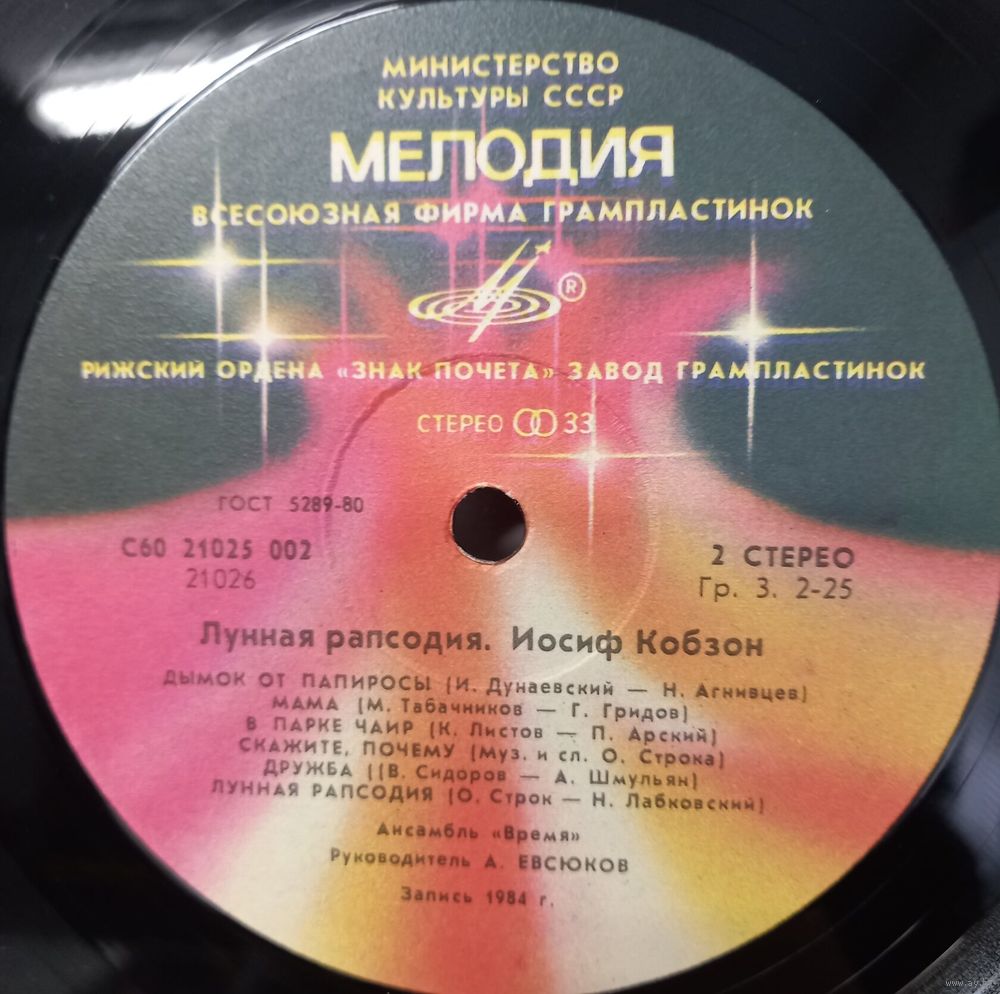 МИНИСТЕРСТВО
КУЛЬТУРЫ СССР
МЕЛОДИЯ
ВСЕСОЮЗНАЯ ФИРМА ГРАМПЛАСТИНОК
®
РИЖСКИЙ ОРДЕНА «ЗНАК ПОЧЕТА» ЗАВОД ГРАМПЛАСТИНОК
СТЕРЕО 33
ГОСТ 5289-80
С60 21025 002
21026
2 СТЕРЕО
Гр. 3. 2-25
Лунная рапсодия. Иосиф Кобзон
ДЫМОК ОТ ПАПИРОСЫ (И. Дунаевский — Н. Агнивцев)
МАМА (М. Табачников — Г. Гридов)
В ПАРКЕ ЧАИР (К. Листов — П. Арский)
СКАЖИТЕ, ПОЧЕМУ (Муз. и сл. О. Строка)
ДРУЖБА ((В. Сидоров — А. Шмульян)
ЛУННАЯ РАПСОДИЯ (О. Строк — Н. Лабковский)
Ансамбль «Время»
Руководитель А. ЕВСЮКОВ
Запись 1984 г.